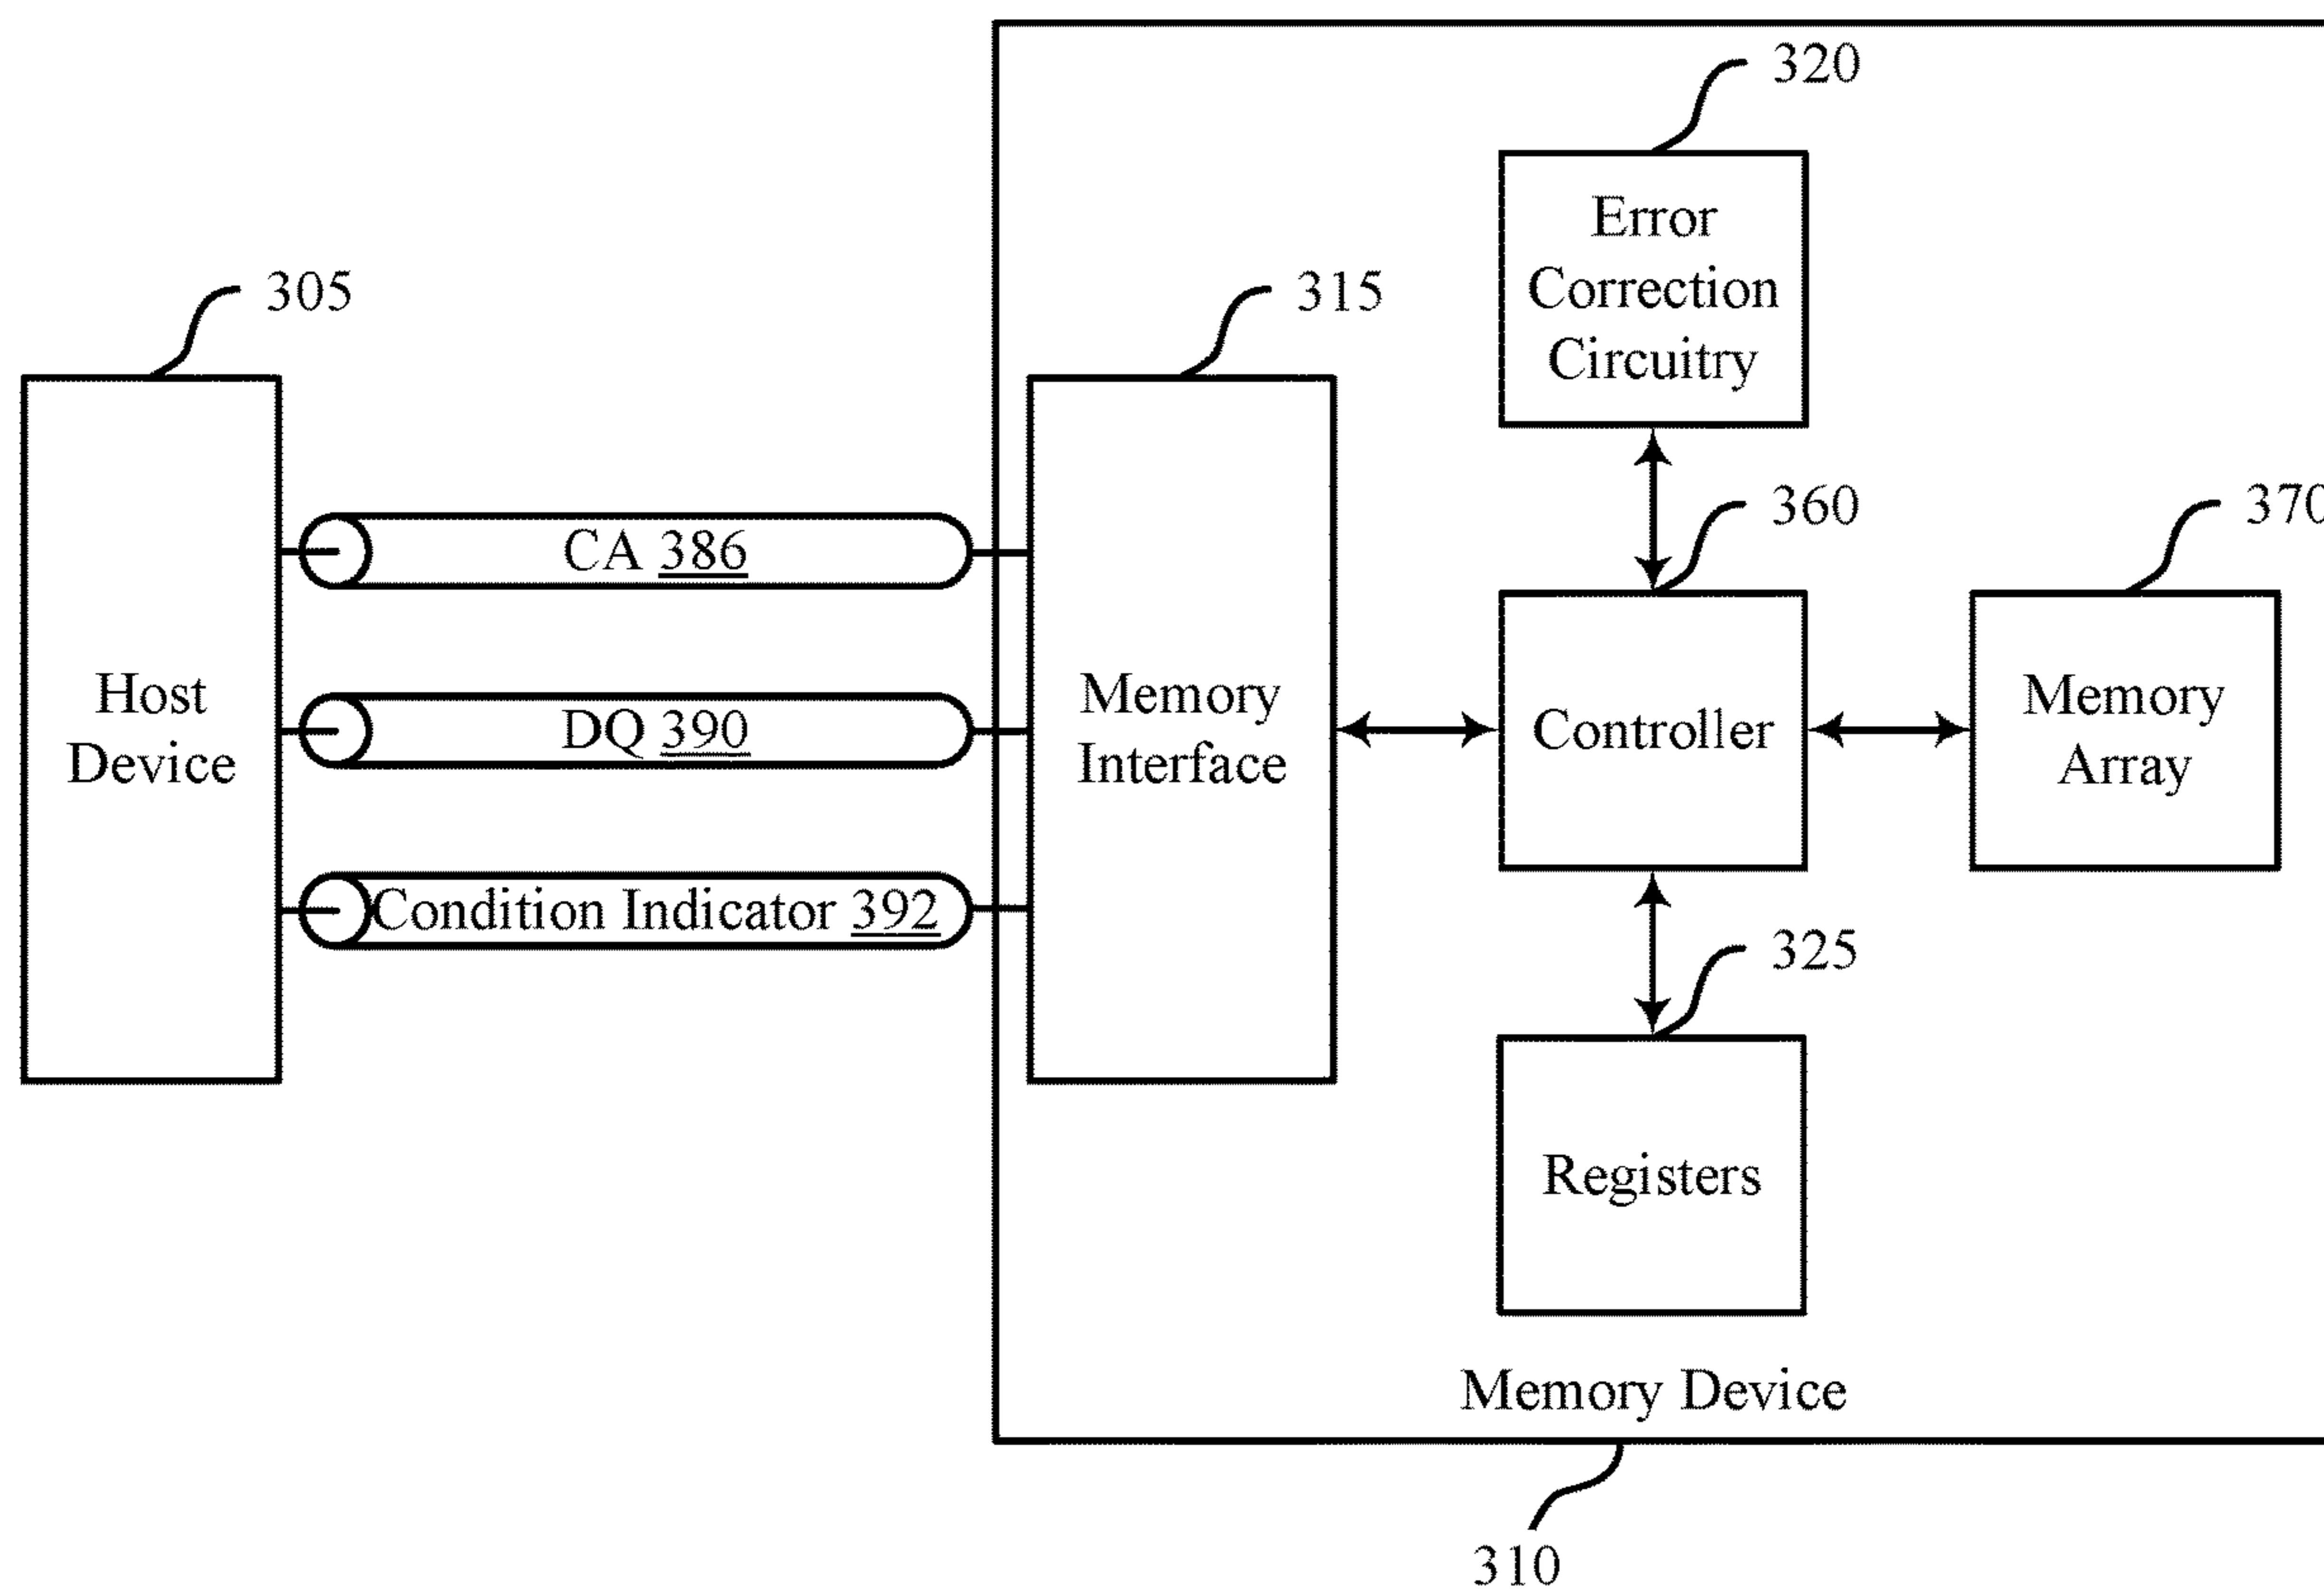 320
Error
Correction
Circuitry
305
315
360
370
CA 386
Host
Device
DQ 390
Memory
Interface
Controller
Memory
Array
Condition Indicator 392
325
Registers
Memory Device
310